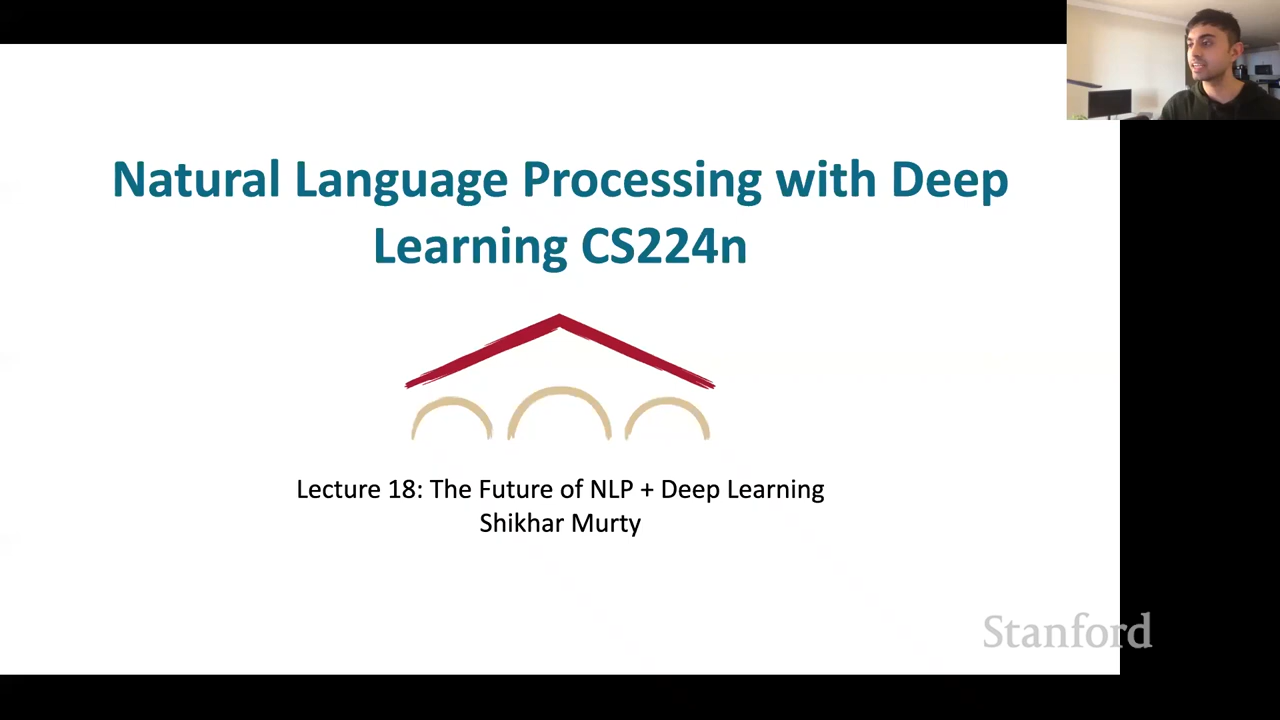 Natural Language Processing with Deep
Learning CS224n
Lecture 18: The Future of NLP + Deep Learning
Shikhar Murty
Stanford